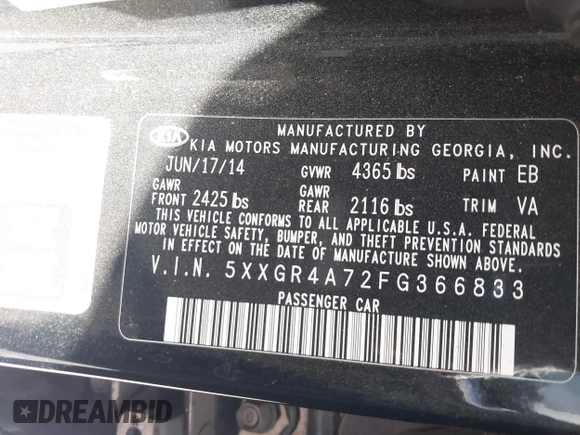 MANUFACTURED BY
KIA KIA MOTORS MANUFACTURING GEORGIA, INC.
JUN/17/14 GVWR 4365 lbs PAINT EB
GAWR FRONT 2425 lbs GAWR REAR 2116 lbs TRIM VA
THIS VEHICLE CONFORMS TO ALL APPLICABLE U.S.A. FEDERAL
MOTOR VEHICLE SAFETY, BUMPER, AND THEFT PREVENTION STANDARDS
IN EFFECT ON THE DATE OF MANUFACTURE SHOWN ABOVE.
V.I.N. 5XXGR4A72FG366833
PASSENGER CAR
DREAMBID